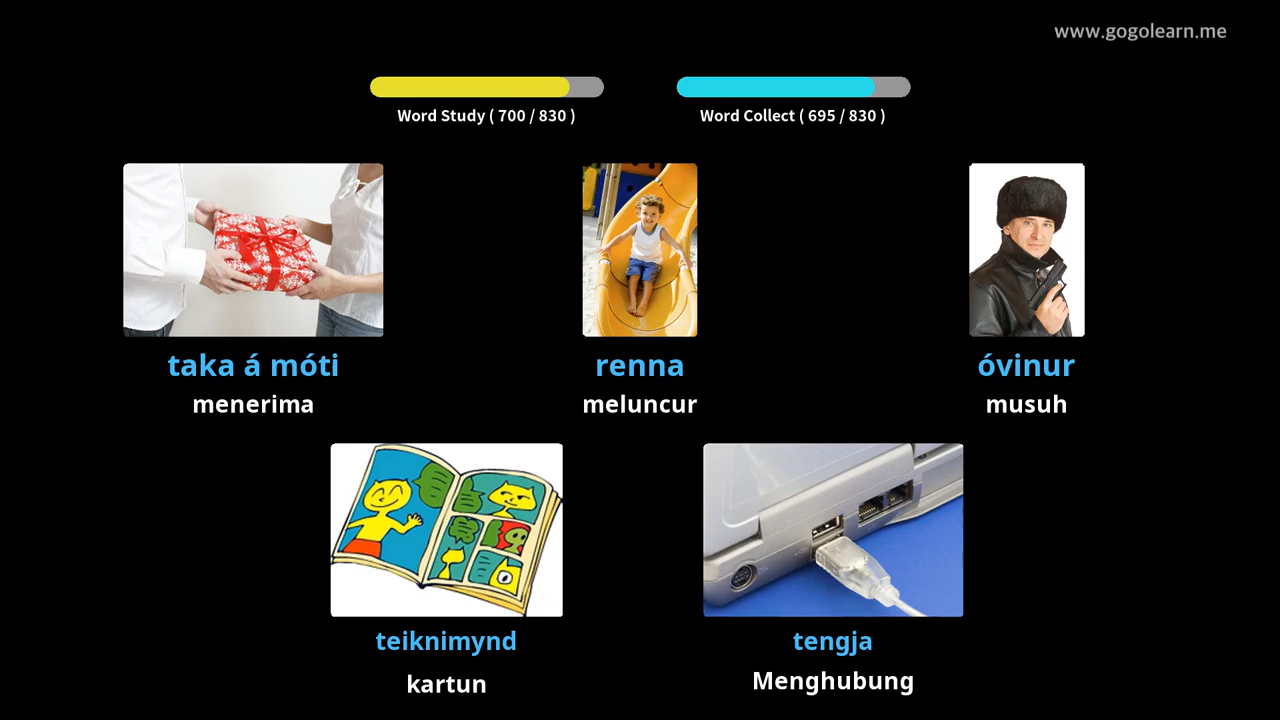 www.gogolearn.me
Word Study ( 700 / 830 )
Word Collect ( 695 / 830 )
taka á móti
menerima
renna
meluncur
óvinur
musuh
teiknimynd
kartun
tengja
Menghubung